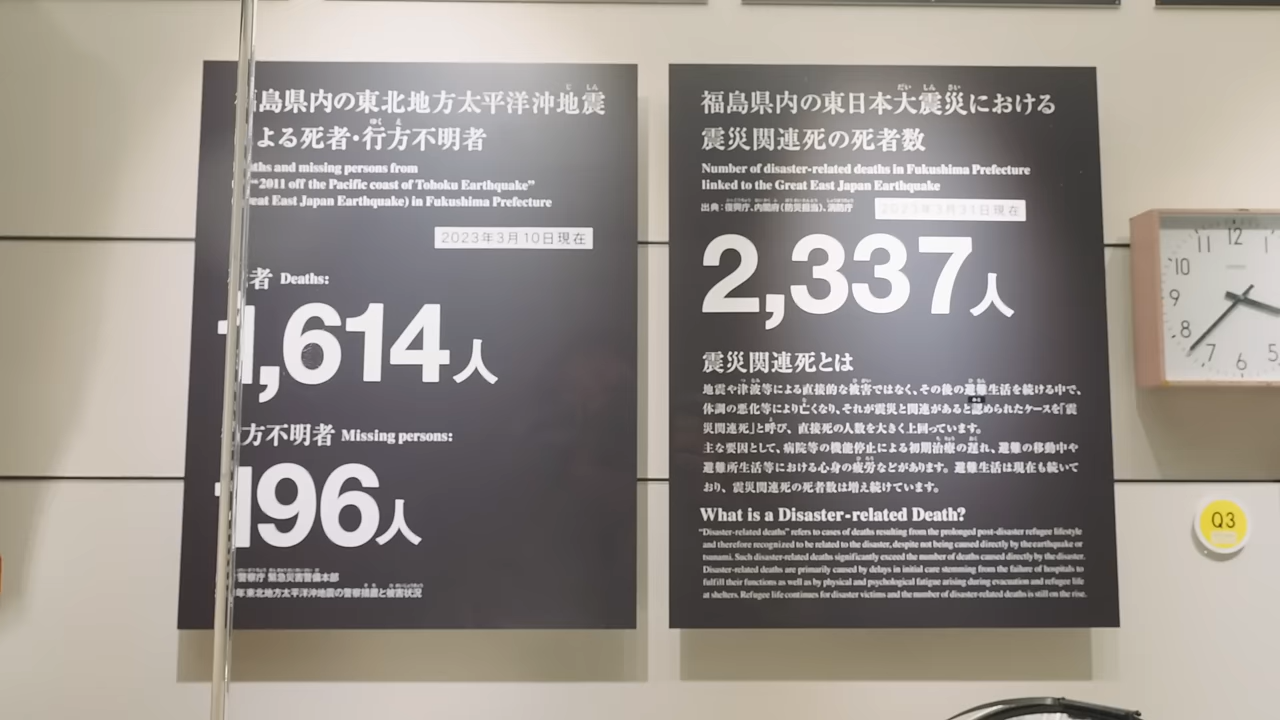 島県内の東北地方太平洋沖地震
よる死者・行方不明者
and missing persons from
"2011 off the Pacific coast of Tohoku Earthquake"
East Japan Earthquake) in Fukushima Prefecture
2023年3月10日現在
者 Deaths:
1,614人
方不明者 Missing persons:
196人
警察庁 緊急災害警備本部
年東北地方太平洋沖地震の警察措置と被害状況
福島県内の東日本大震災における
震災関連死の死者数
Number of disaster-related deaths in Fukushima Prefecture
linked to the Great East Japan Earthquake
出典:復興庁、内閣府(防災担当)、消防庁
2023年3月31日現在
2,337人
震災関連死とは
地震や津波等による直接的な被害ではなく、その後の避難生活を続ける中で、
体調の悪化等により亡くなり、それが震災と関連があると認められたケースを「震
災関連死」と呼び、直接死の人数を大きく上回っています。
主な要因として、病院等の機能停止による初期治療の遅れ、避難の移動中や
避難所生活等における心身の疲労などがあります。避難生活は現在も続いて
おり、震災関連死の死者数は増え続けています。
What is a Disaster-related Death?
"Disaster-related deaths" refers to cases of deaths resulting from the prolonged post-disaster refugee lifestyle
and therefore recognized to be related to the disaster, despite not being caused directly by the earthquake or
tsunami. Such disaster-related deaths significantly exceed the number of deaths caused directly by the disaster.
Disaster-related deaths are primarily caused by delays in initial care stemming from the failure of hospitals to
fulfill their functions as well as by physical and psychological fatigue arising during evacuation and refugee life
at shelters. Refugee life continues for disaster victims and the number of disaster-related deaths is still on the rise.
11 12 1
10
9
8
7 6 5
Q3